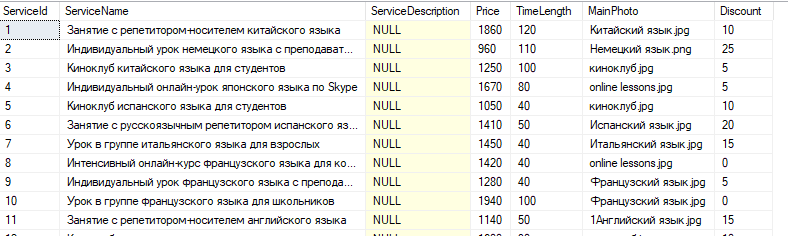 ServiceId ServiceName ServiceDescription Price TimeLength MainPhoto Discount
1 Занятие с репетитором-носителем китайского языка NULL 1860 120 Китайский язык.jpg 10
2 Индивидуальный урок немецкого языка с преподават... NULL 960 110 Немецкий язык.png 25
3 Киноклуб китайского языка для студентов NULL 1250 100 киноклуб.jpg 5
4 Индивидуальный онлайн-урок японского языка по Skype NULL 1670 80 online lessons.jpg 5
5 Киноклуб испанского языка для студентов NULL 1050 40 киноклуб.jpg 10
6 Занятие с русскоязычным репетитором испанского яз... NULL 1410 50 Испанский язык.jpg 20
7 Урок в группе итальянского языка для взрослых NULL 1450 40 Итальянский язык.jpg 15
8 Интенсивный онлайн-курс французского языка для ко... NULL 1420 40 online lessons.jpg 0
9 Индивидуальный урок французского языка с препода... NULL 1280 40 Французский язык.jpg 5
10 Урок в группе французского языка для школьников NULL 1940 100 Французский язык.jpg 0
11 Занятие с репетитором-носителем английского языка NULL 1140 50 1Английский язык.jpg 15